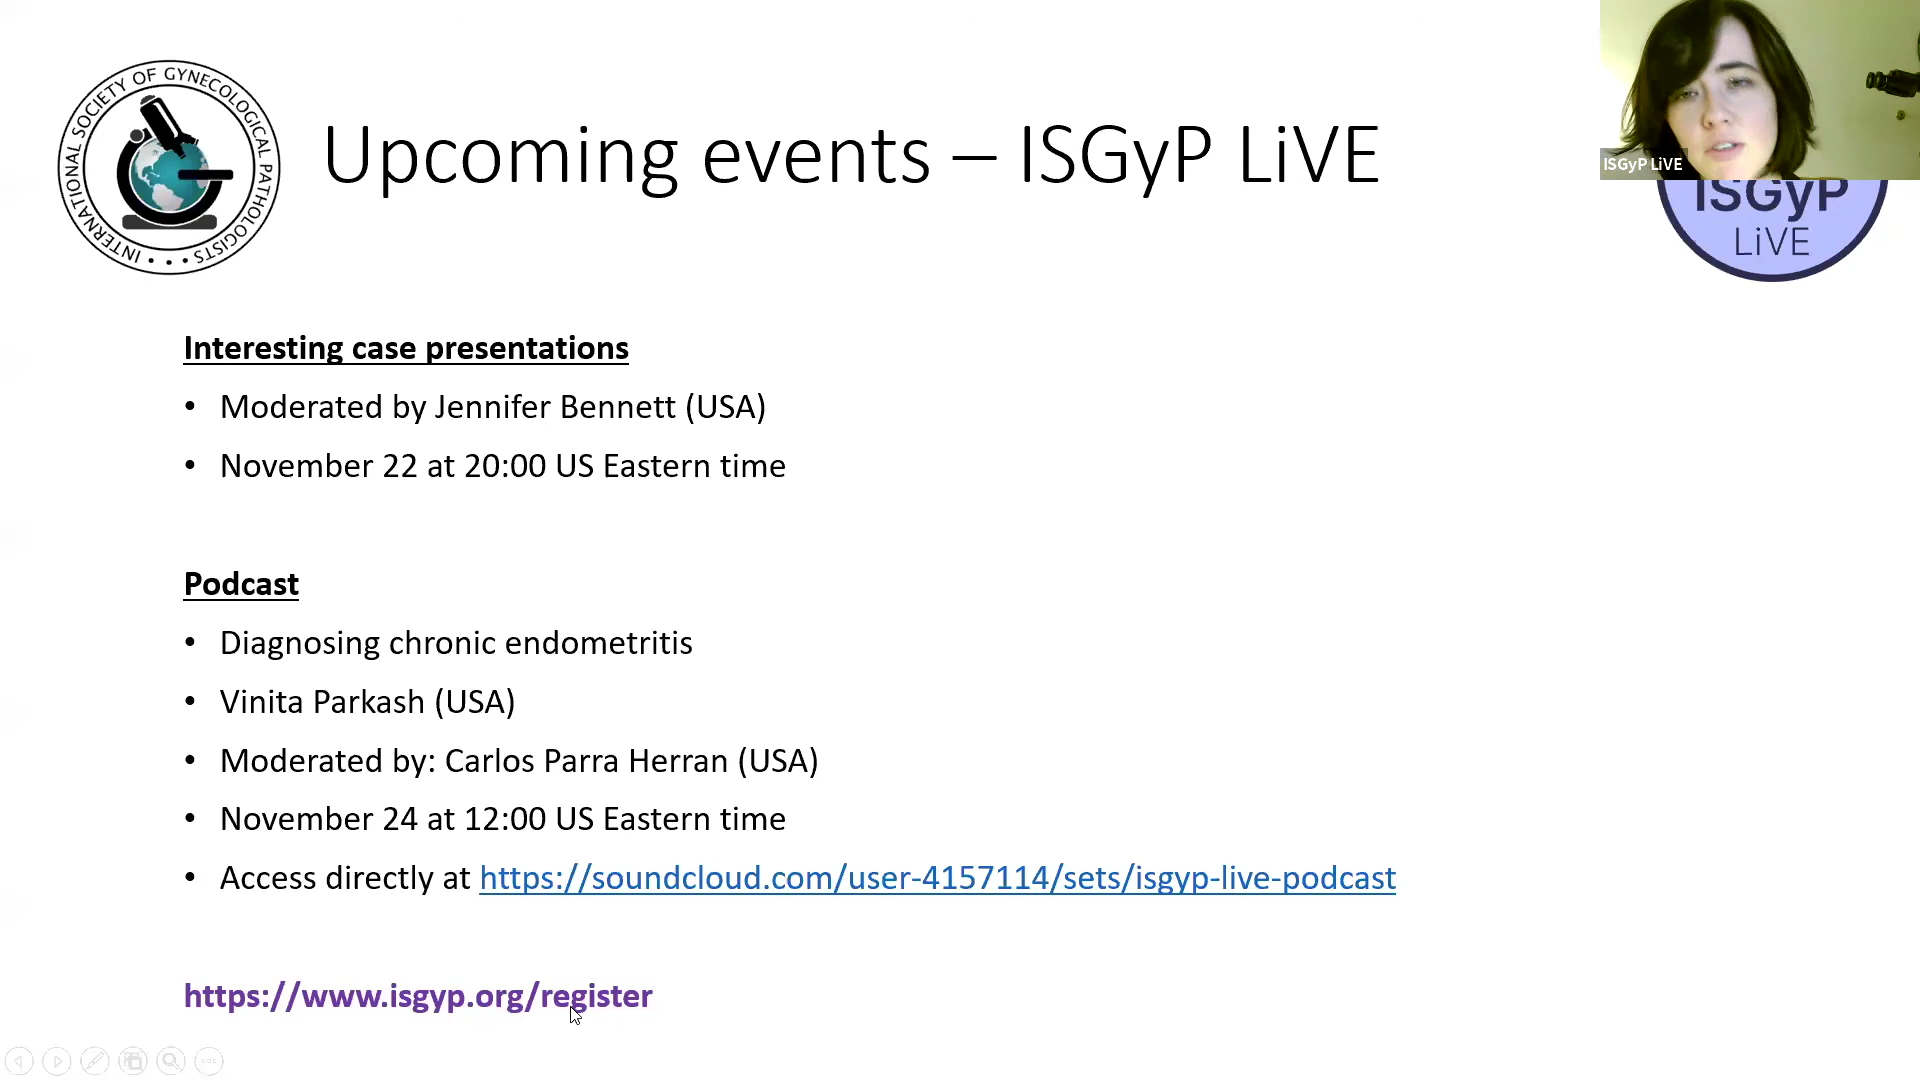 INTERNATIONAL SOCIETY OF GYNECOLOGICAL PATHOLOGISTS
Upcoming events – ISGyP LiVE
ISGyP LiVE
ISGyP
LiVE
Interesting case presentations
• Moderated by Jennifer Bennett (USA)
• November 22 at 20:00 US Eastern time
Podcast
• Diagnosing chronic endometritis
• Vinita Parkash (USA)
• Moderated by: Carlos Parra Herran (USA)
• November 24 at 12:00 US Eastern time
• Access directly at https://soundcloud.com/user-4157114/sets/isgyp-live-podcast
https://www.isgyp.org/register